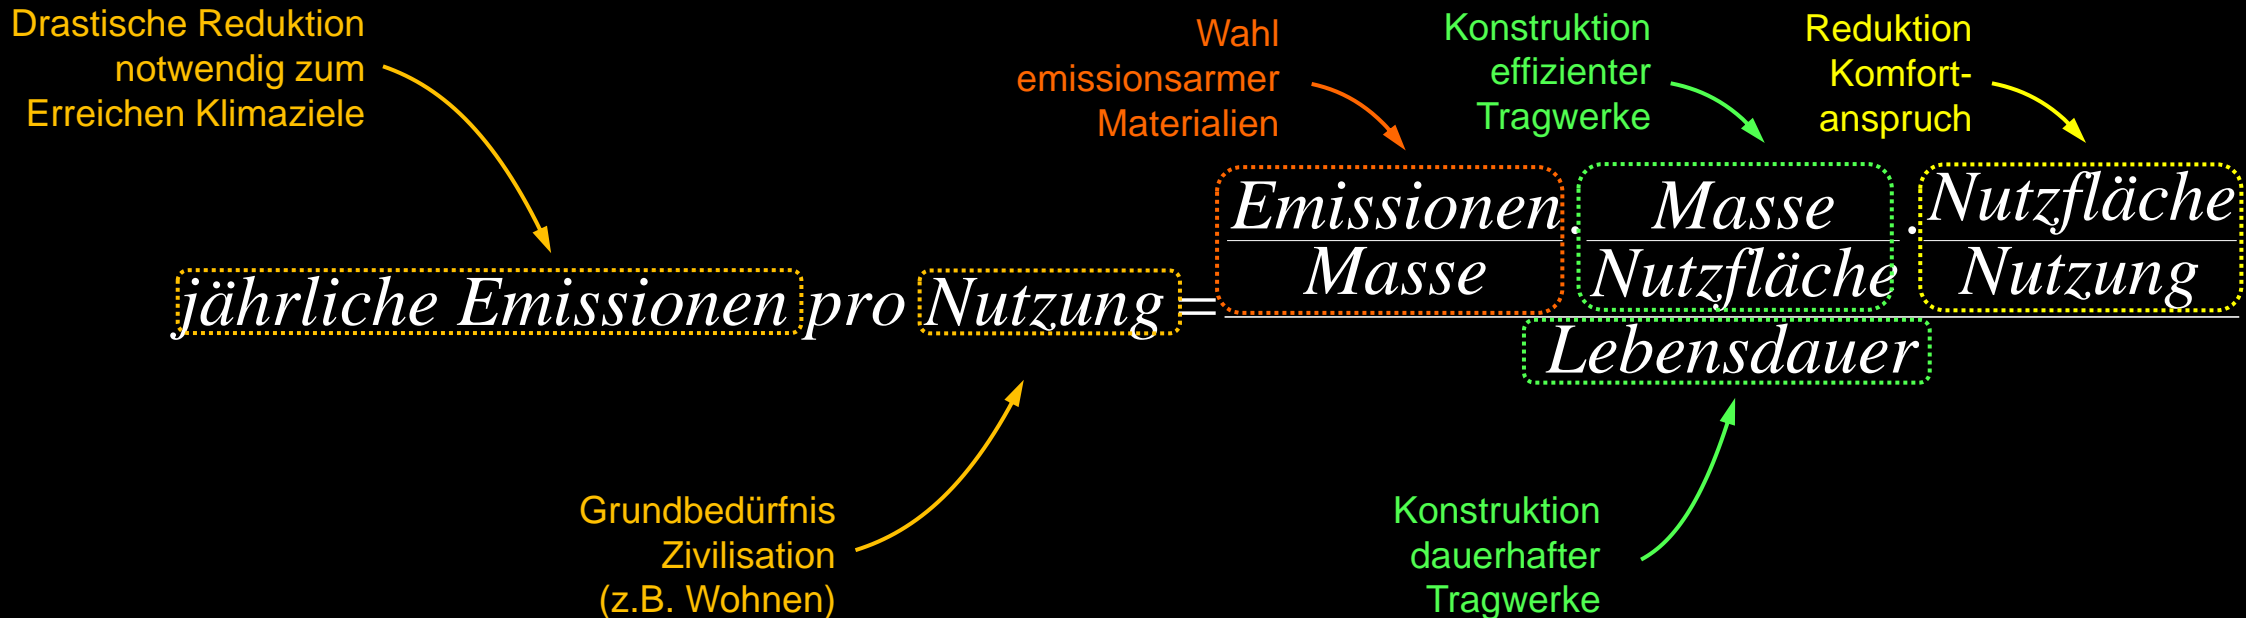 Drastische Reduktion
notwendig zum
Erreichen Klimaziele
Wahl
emissionsarmer
Materialien
Konstruktion
effizienter
Tragwerke
Reduktion
Komfort-
anspruch
jährliche Emissionen pro Nutzung =
Emissionen . Masse . Nutzfläche
Masse Nutzfläche Nutzung
Lebensdauer
Grundbedürfnis
Zivilisation
(z.B. Wohnen)
Konstruktion
dauerhafter
Tragwerke